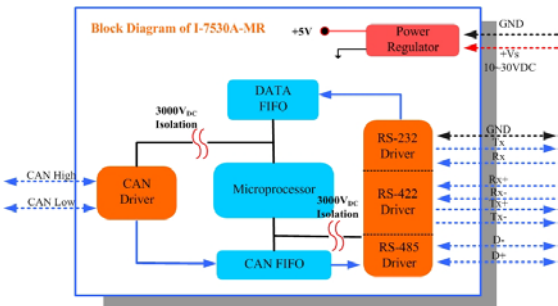 Block Diagram of I-7530A-MR
+5V
Power
Regulator
GND
+Vs
10~30VDC
DATA
FIFO
3000VDC
Isolation
CAN High
CAN Low
CAN
Driver
Microprocessor
3000VDC
Isolation
CAN FIFO
RS-232
Driver
RS-422
Driver
RS-485
Driver
GND
Tx
Rx
Rx+
Rx-
Tx+
Tx-
D-
D+